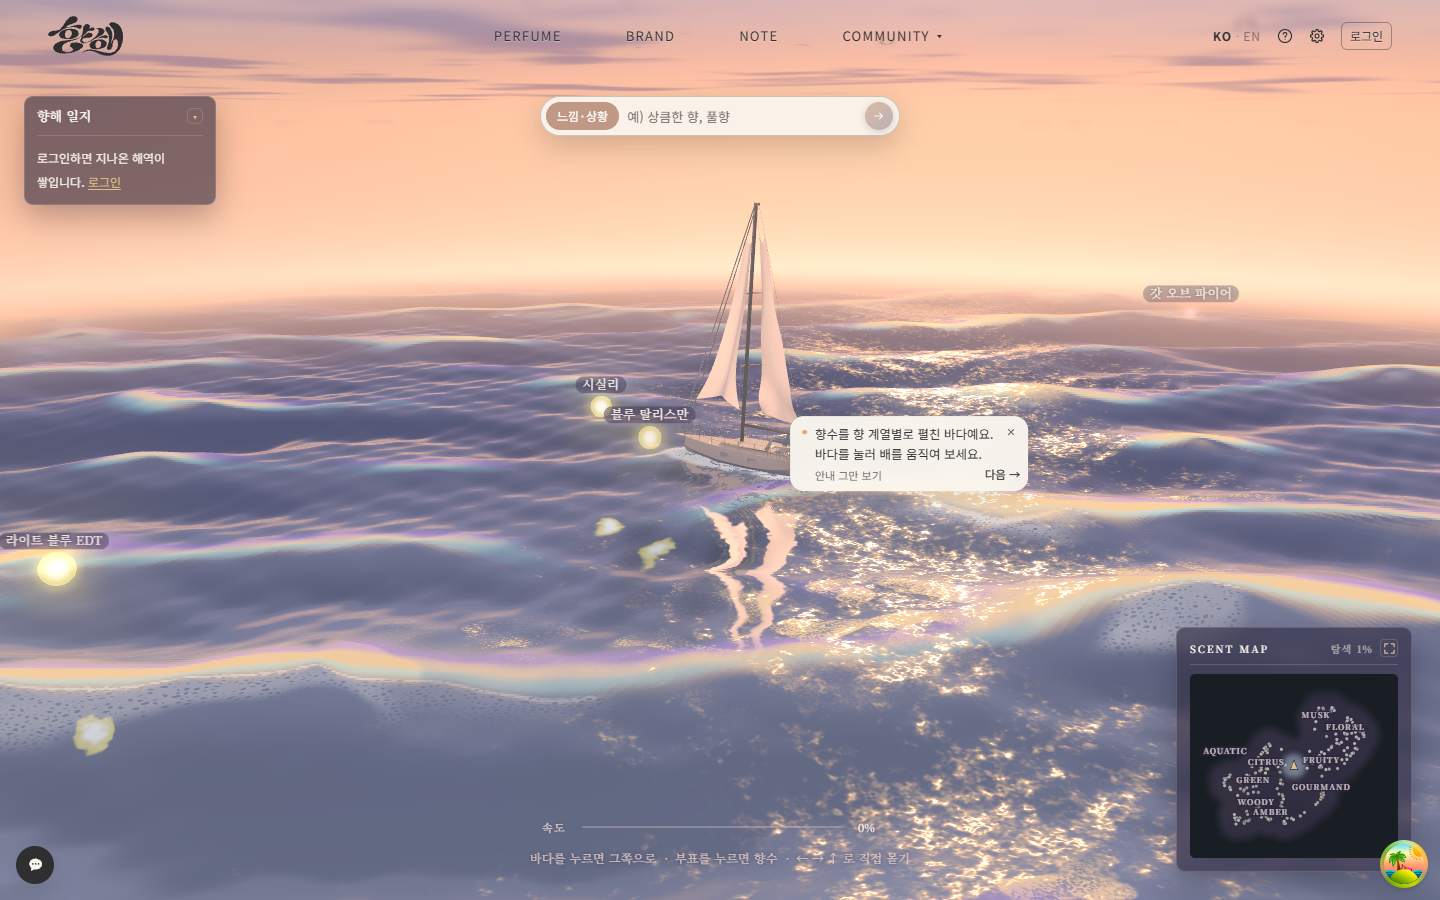 향해
PERFUME
BRAND
NOTE
COMMUNITY
KO · EN
로그인
향해 일지
로그인하면 지나온 해역이
쌓입니다. 로그인
느낌·상황
예) 상큼한 향, 풀향
갓 오브 파이어
시실리
블루 탈리스만
향수를 향 계열별로 펼친 바다예요.
바다를 눌러 배를 움직여 보세요.
안내 그만 보기
다음 →
라이트 블루 EDT
SCENT MAP
탐색 1%
MUSK
FLORAL
AQUATIC
CITRUS
FRUITY
GREEN
GOURMAND
WOODY
AMBER
속도
0%
바다를 누르면 그쪽으로 · 부표를 누르면 향수 · ← → ↑ 로 직접 몰기